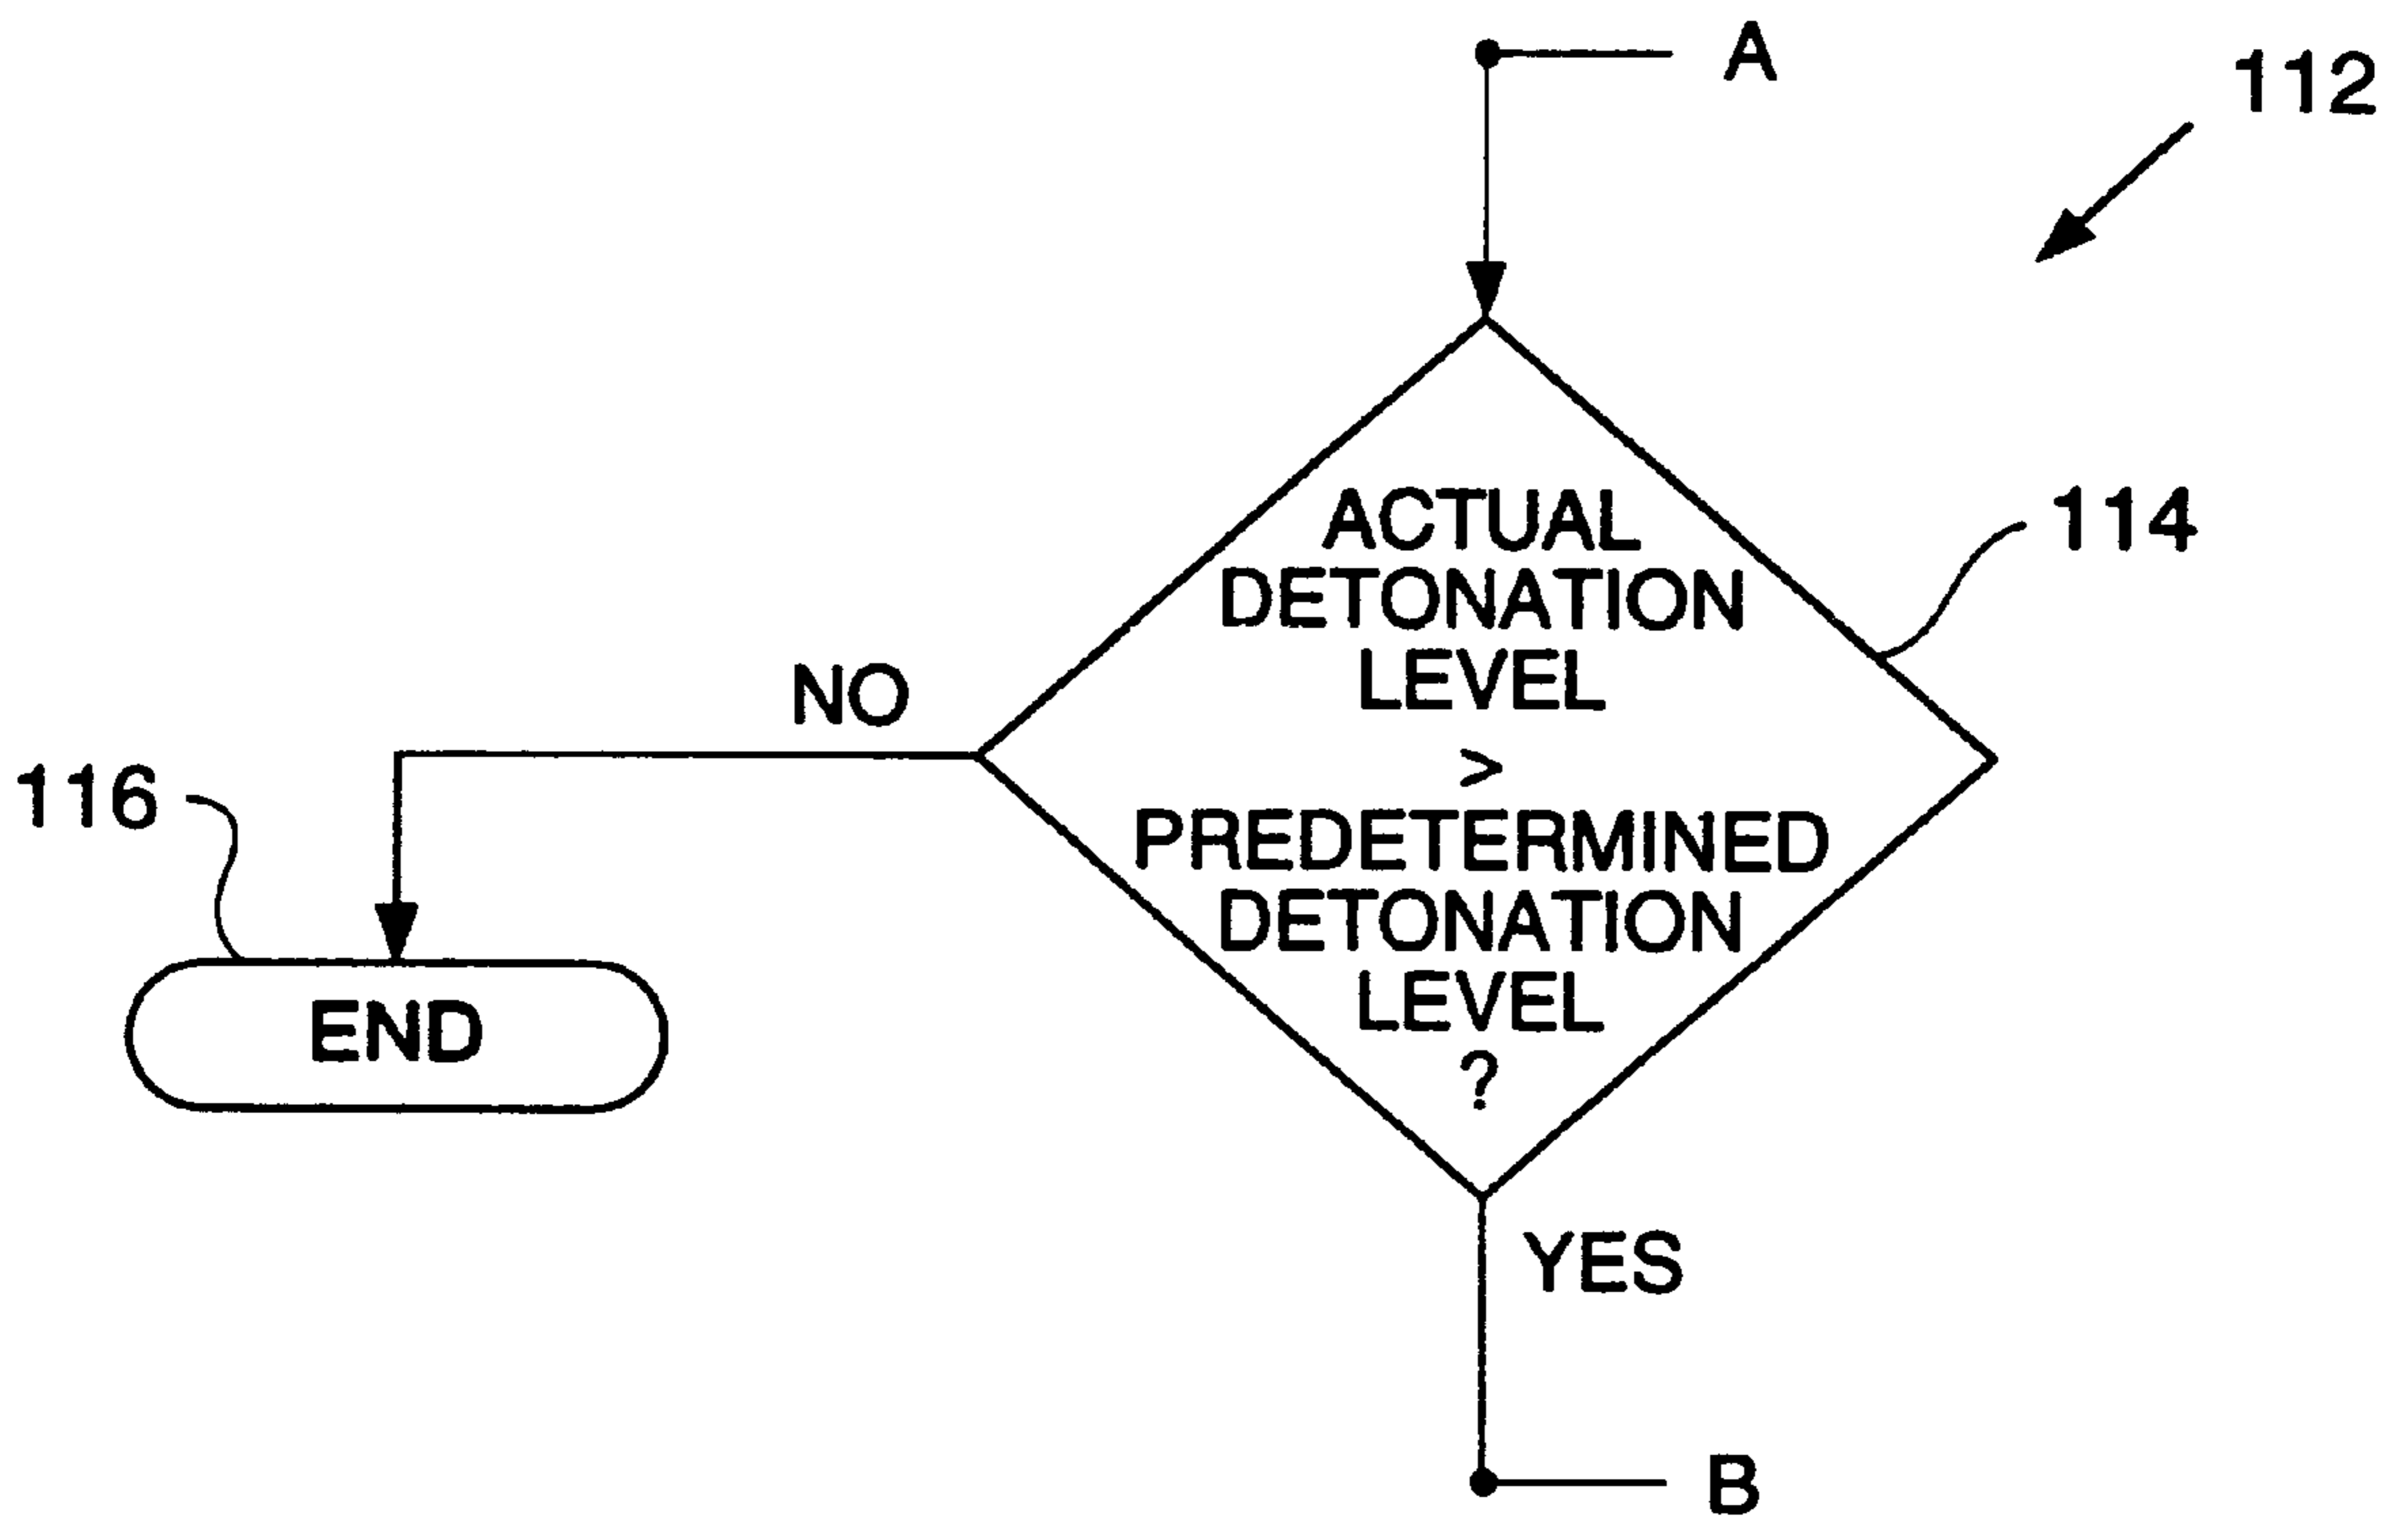 A
112
ACTUAL
DETONATION
LEVEL
>
PREDETERMINED
DETONATION
LEVEL
?
114
NO
116
END
YES
B